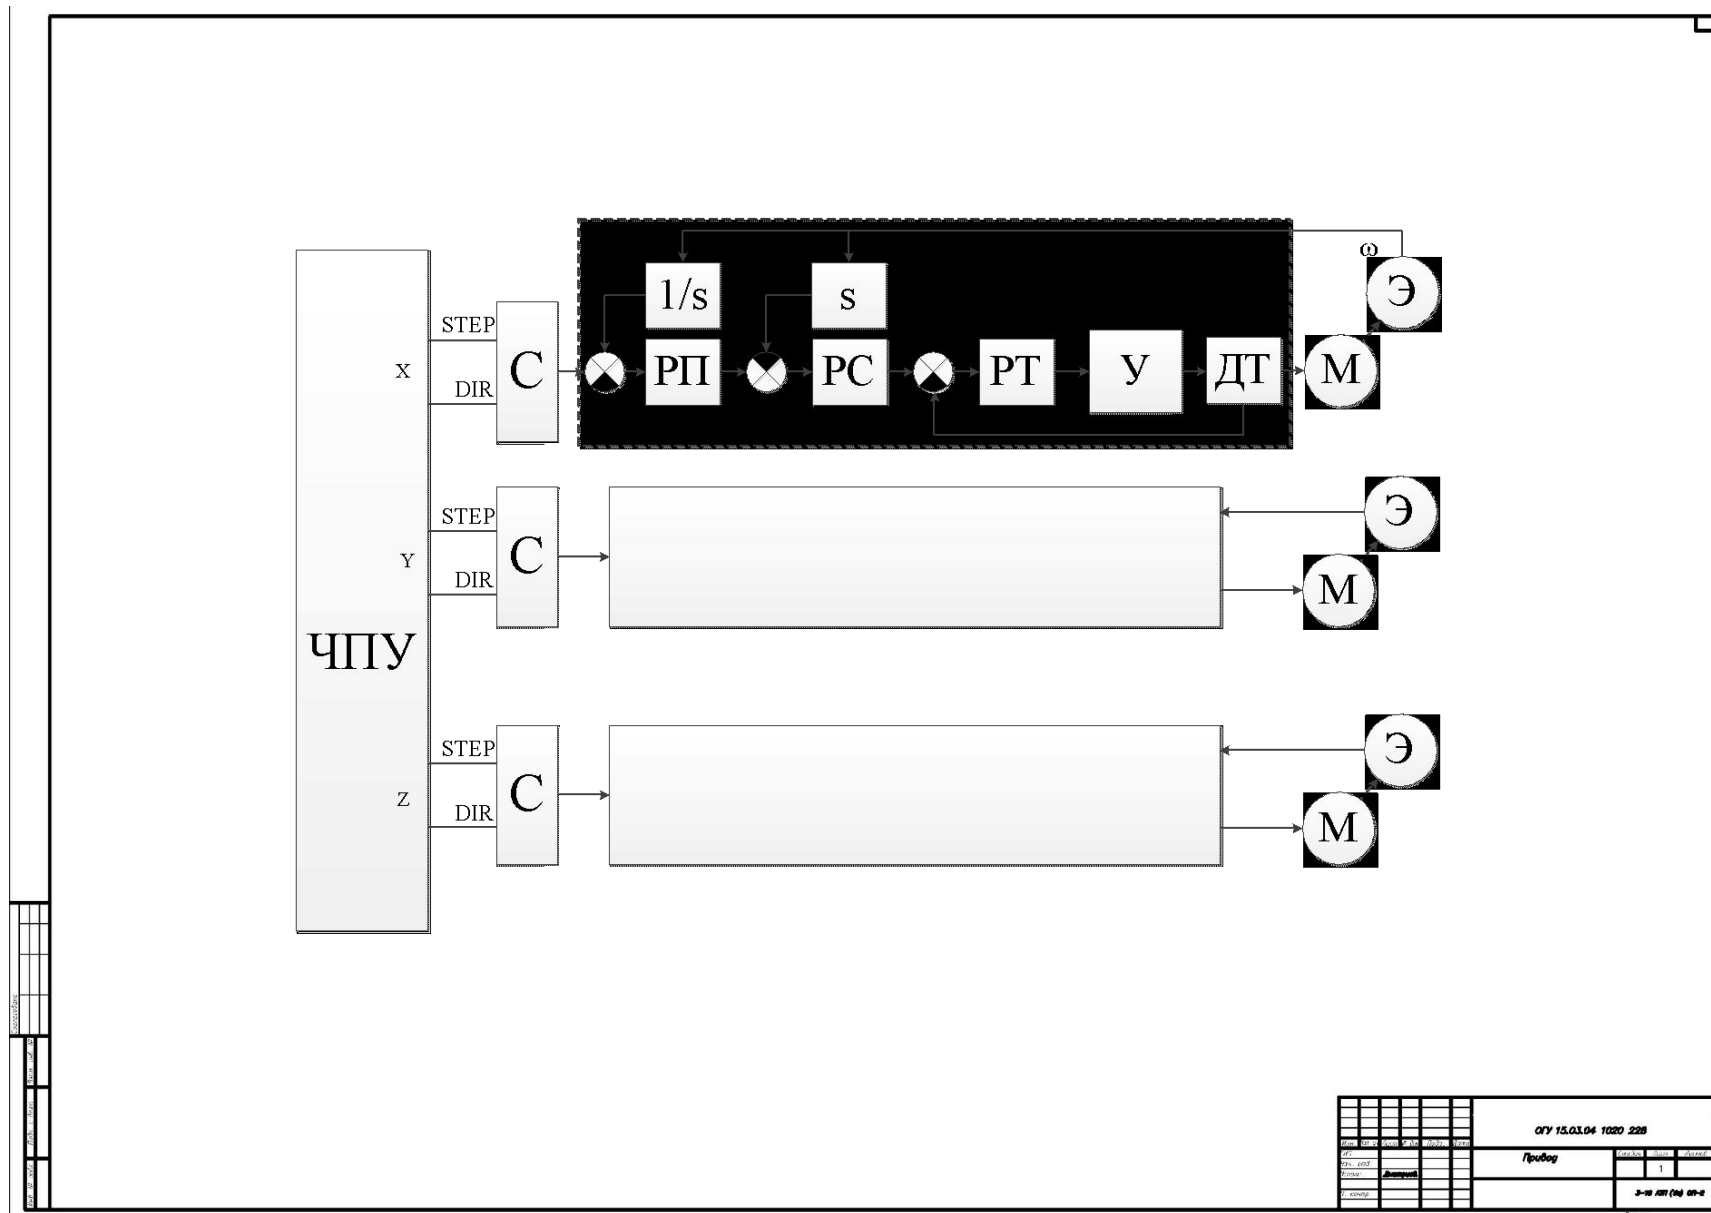 ω
Э
1/s
s
STEP
X
DIR
С
РП
РС
РТ
У
ДТ
М
STEP
Y
DIR
С
Э
М
ЧПУ
STEP
Z
DIR
С
Э
М
ОГУ 15.03.04 1020 228
Привод
1